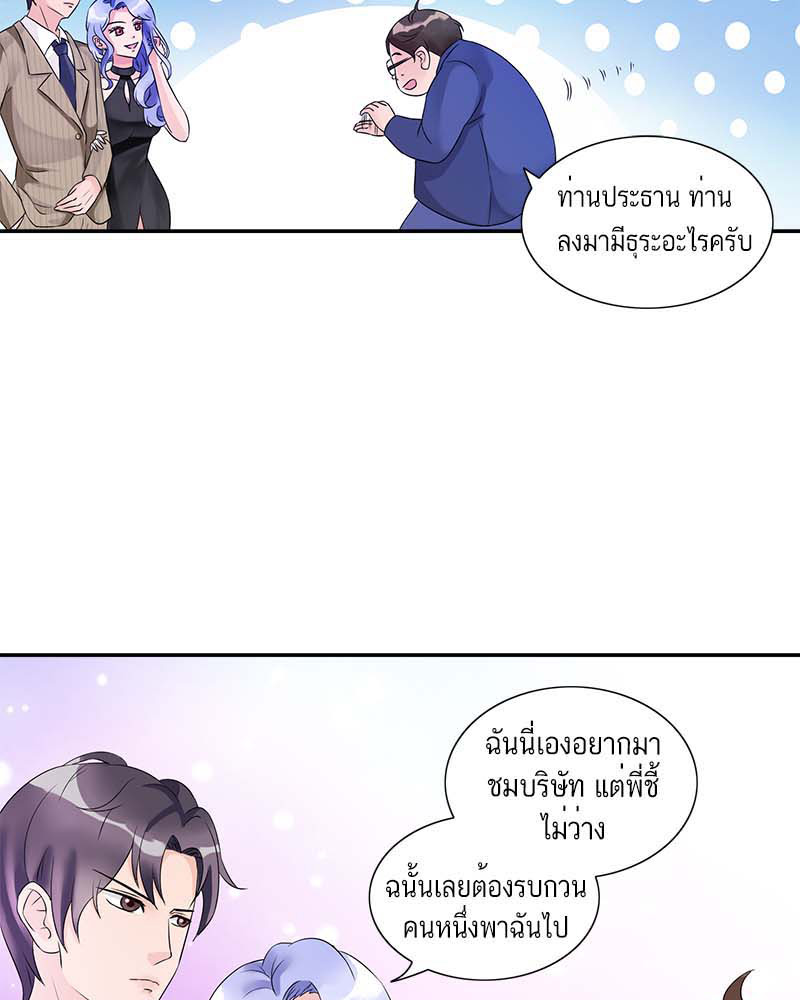 ท่านประธาน ท่าน
ลงมามีธุระอะไรครับ
ฉันนี่เองอยากมา
ชมบริษัท แต่พี่ชี้
ไม่ว่าง
ฉนั้นเลยต้องรบกวน
คนหนึ่งพาฉันไป